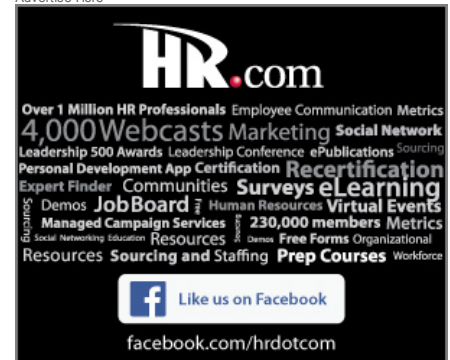 Advertise Here
HR.com
Over 1 Million HR Professionals Employee Communication Metrics
4,000 Webcasts Marketing Social Network
Leadership 500 Awards Leadership Conference ePublications Sourcing
Personal Development App Certification Recertification
Expert Finder Communities Surveys eLearning
Sourcing Demos Job Board Free Human Resources Virtual Events
Managed Campaign Services 230,000 members Metrics
Social Networking Education Resources Demos Free Forms Organizational
Resources Sourcing and Staffing Prep Courses Workforce
Like us on Facebook
facebook.com/hrdotcom